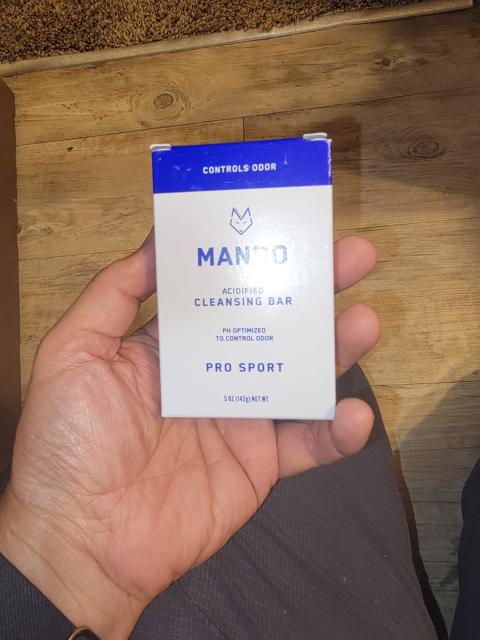 CONTROLS ODOR
MANDO
ACIDIFIED
CLEANSING BAR
PH OPTIMIZED
TO CONTROL ODOR
PRO SPORT
5 OZ (142g) NET WT